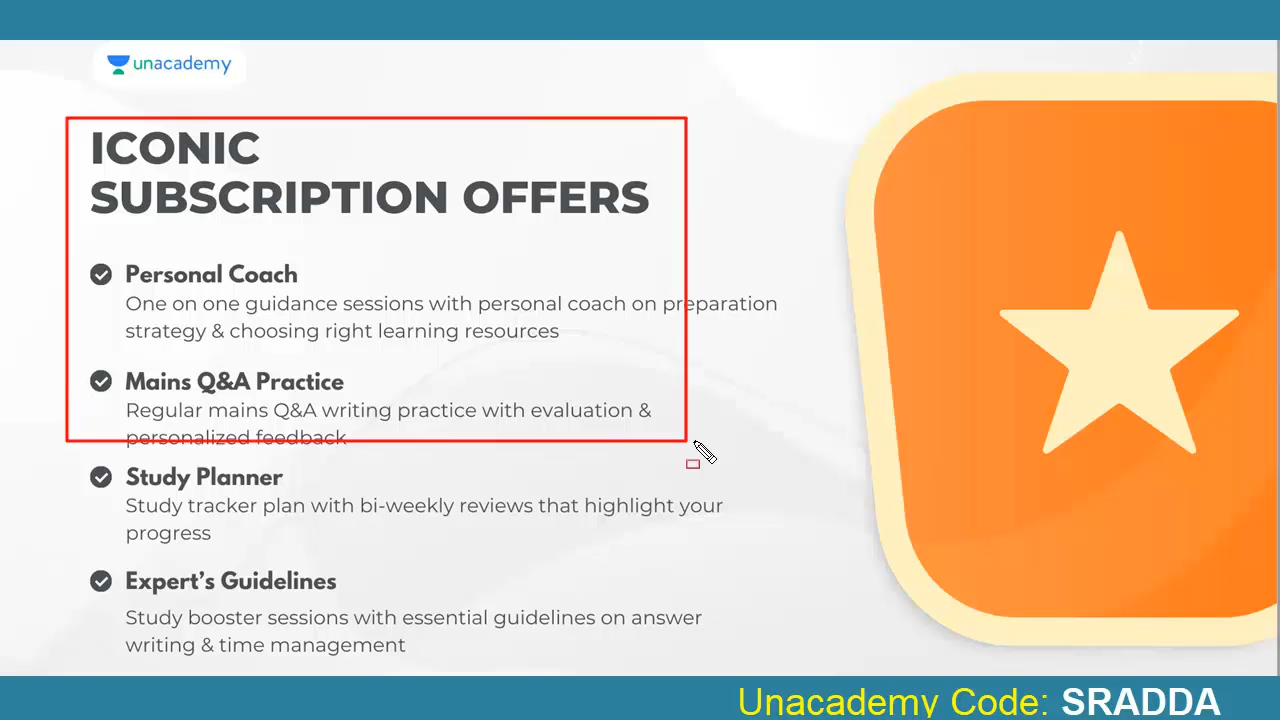 unacademy
ICONIC
SUBSCRIPTION OFFERS
Personal Coach
One on one guidance sessions with personal coach on preparation
strategy & choosing right learning resources
Mains Q&A Practice
Regular mains Q&A writing practice with evaluation &
personalized feedback
Study Planner
Study tracker plan with bi-weekly reviews that highlight your
progress
Expert’s Guidelines
Study booster sessions with essential guidelines on answer
writing & time management
Unacademy Code: SRADDA